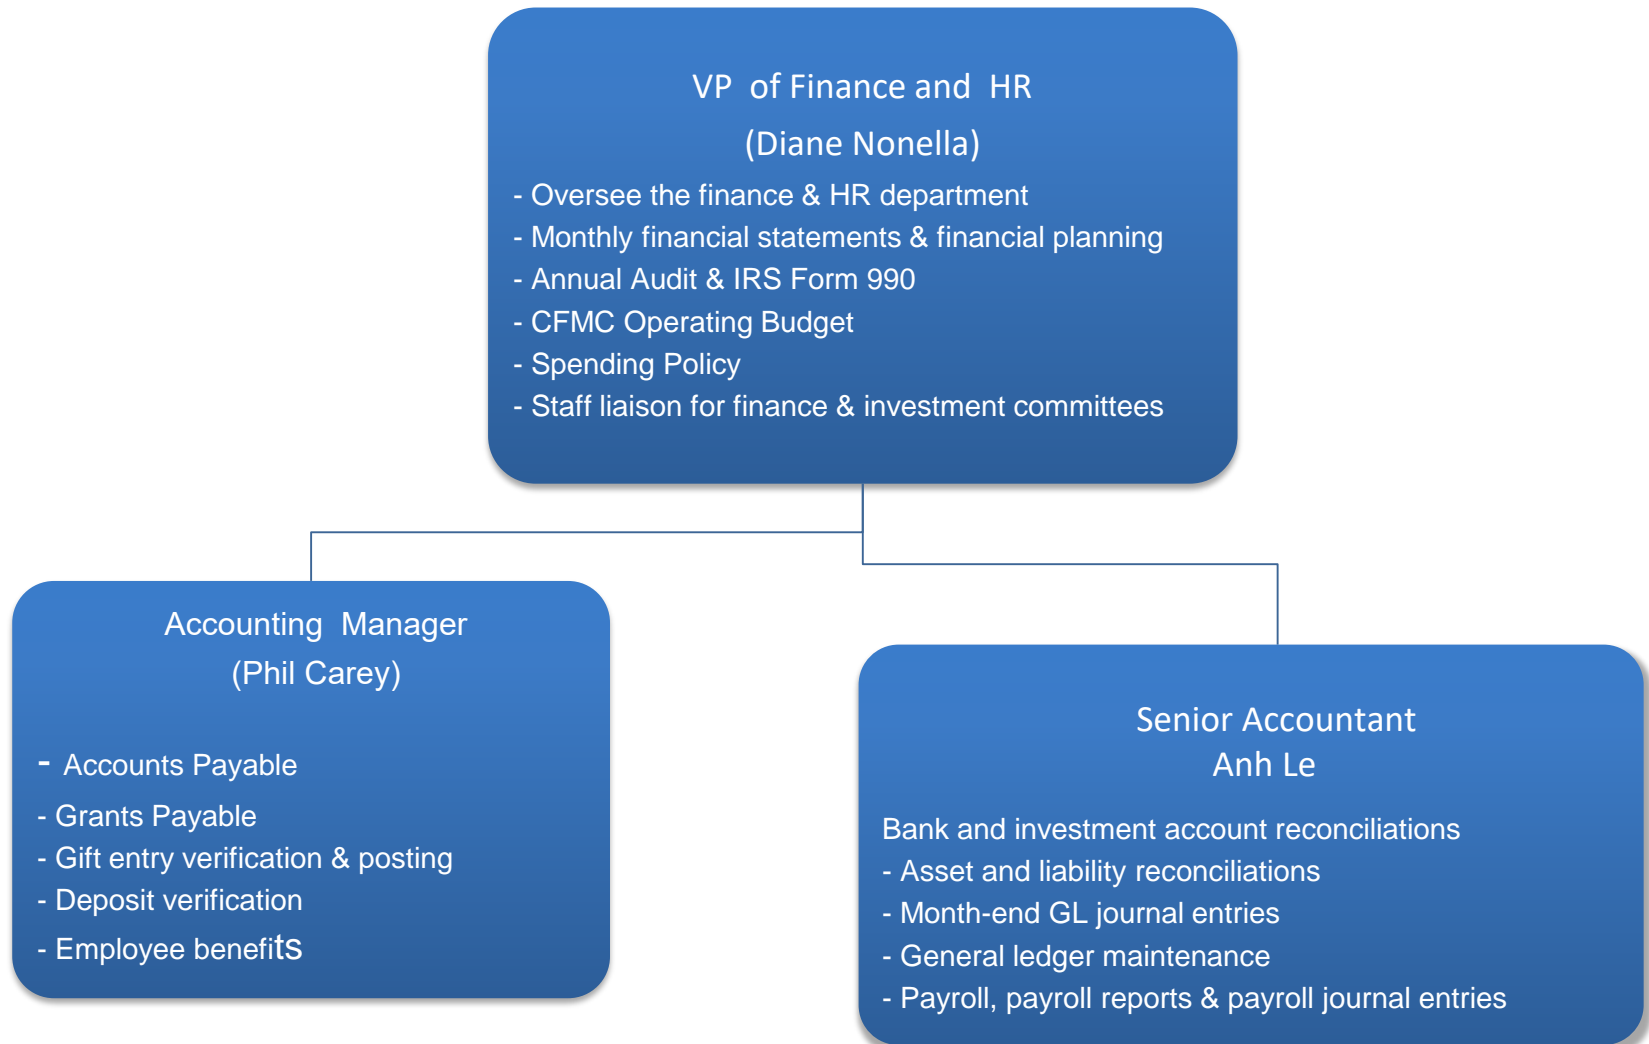 VP of Finance and HR
(Diane Nonella)
- Oversee the finance & HR department
- Monthly financial statements & financial planning
- Annual Audit & IRS Form 990
- CFMC Operating Budget
- Spending Policy
- Staff liaison for finance & investment committees
Accounting Manager
(Phil Carey)
- Accounts Payable
- Grants Payable
- Gift entry verification & posting
- Deposit verification
- Employee benefits
Senior Accountant
Anh Le
Bank and investment account reconciliations
- Asset and liability reconciliations
- Month-end GL journal entries
- General ledger maintenance
- Payroll, payroll reports & payroll journal entries